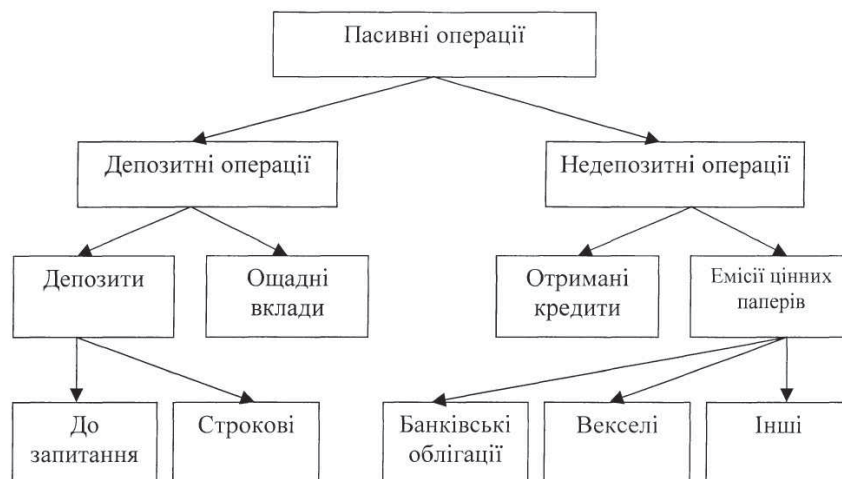 Пасивні операції
Депозитні операції
Недепозитні операції
Депозити
Ощадні
вклади
Отримані
кредити
Емісії цінних
паперів
До
запитання
Строкові
Банківські
облігації
Векселі
Інші